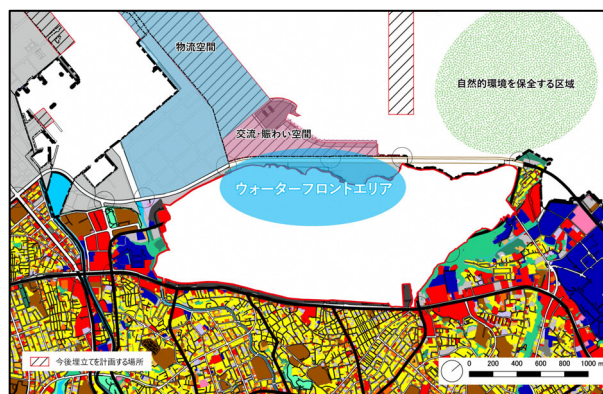 物流空間
自然的環境を保全する区域
交流・賑わい空間
ウォーターフロントエリア
今後埋立てを計画する場所
0 200 400 600 800 1000 m